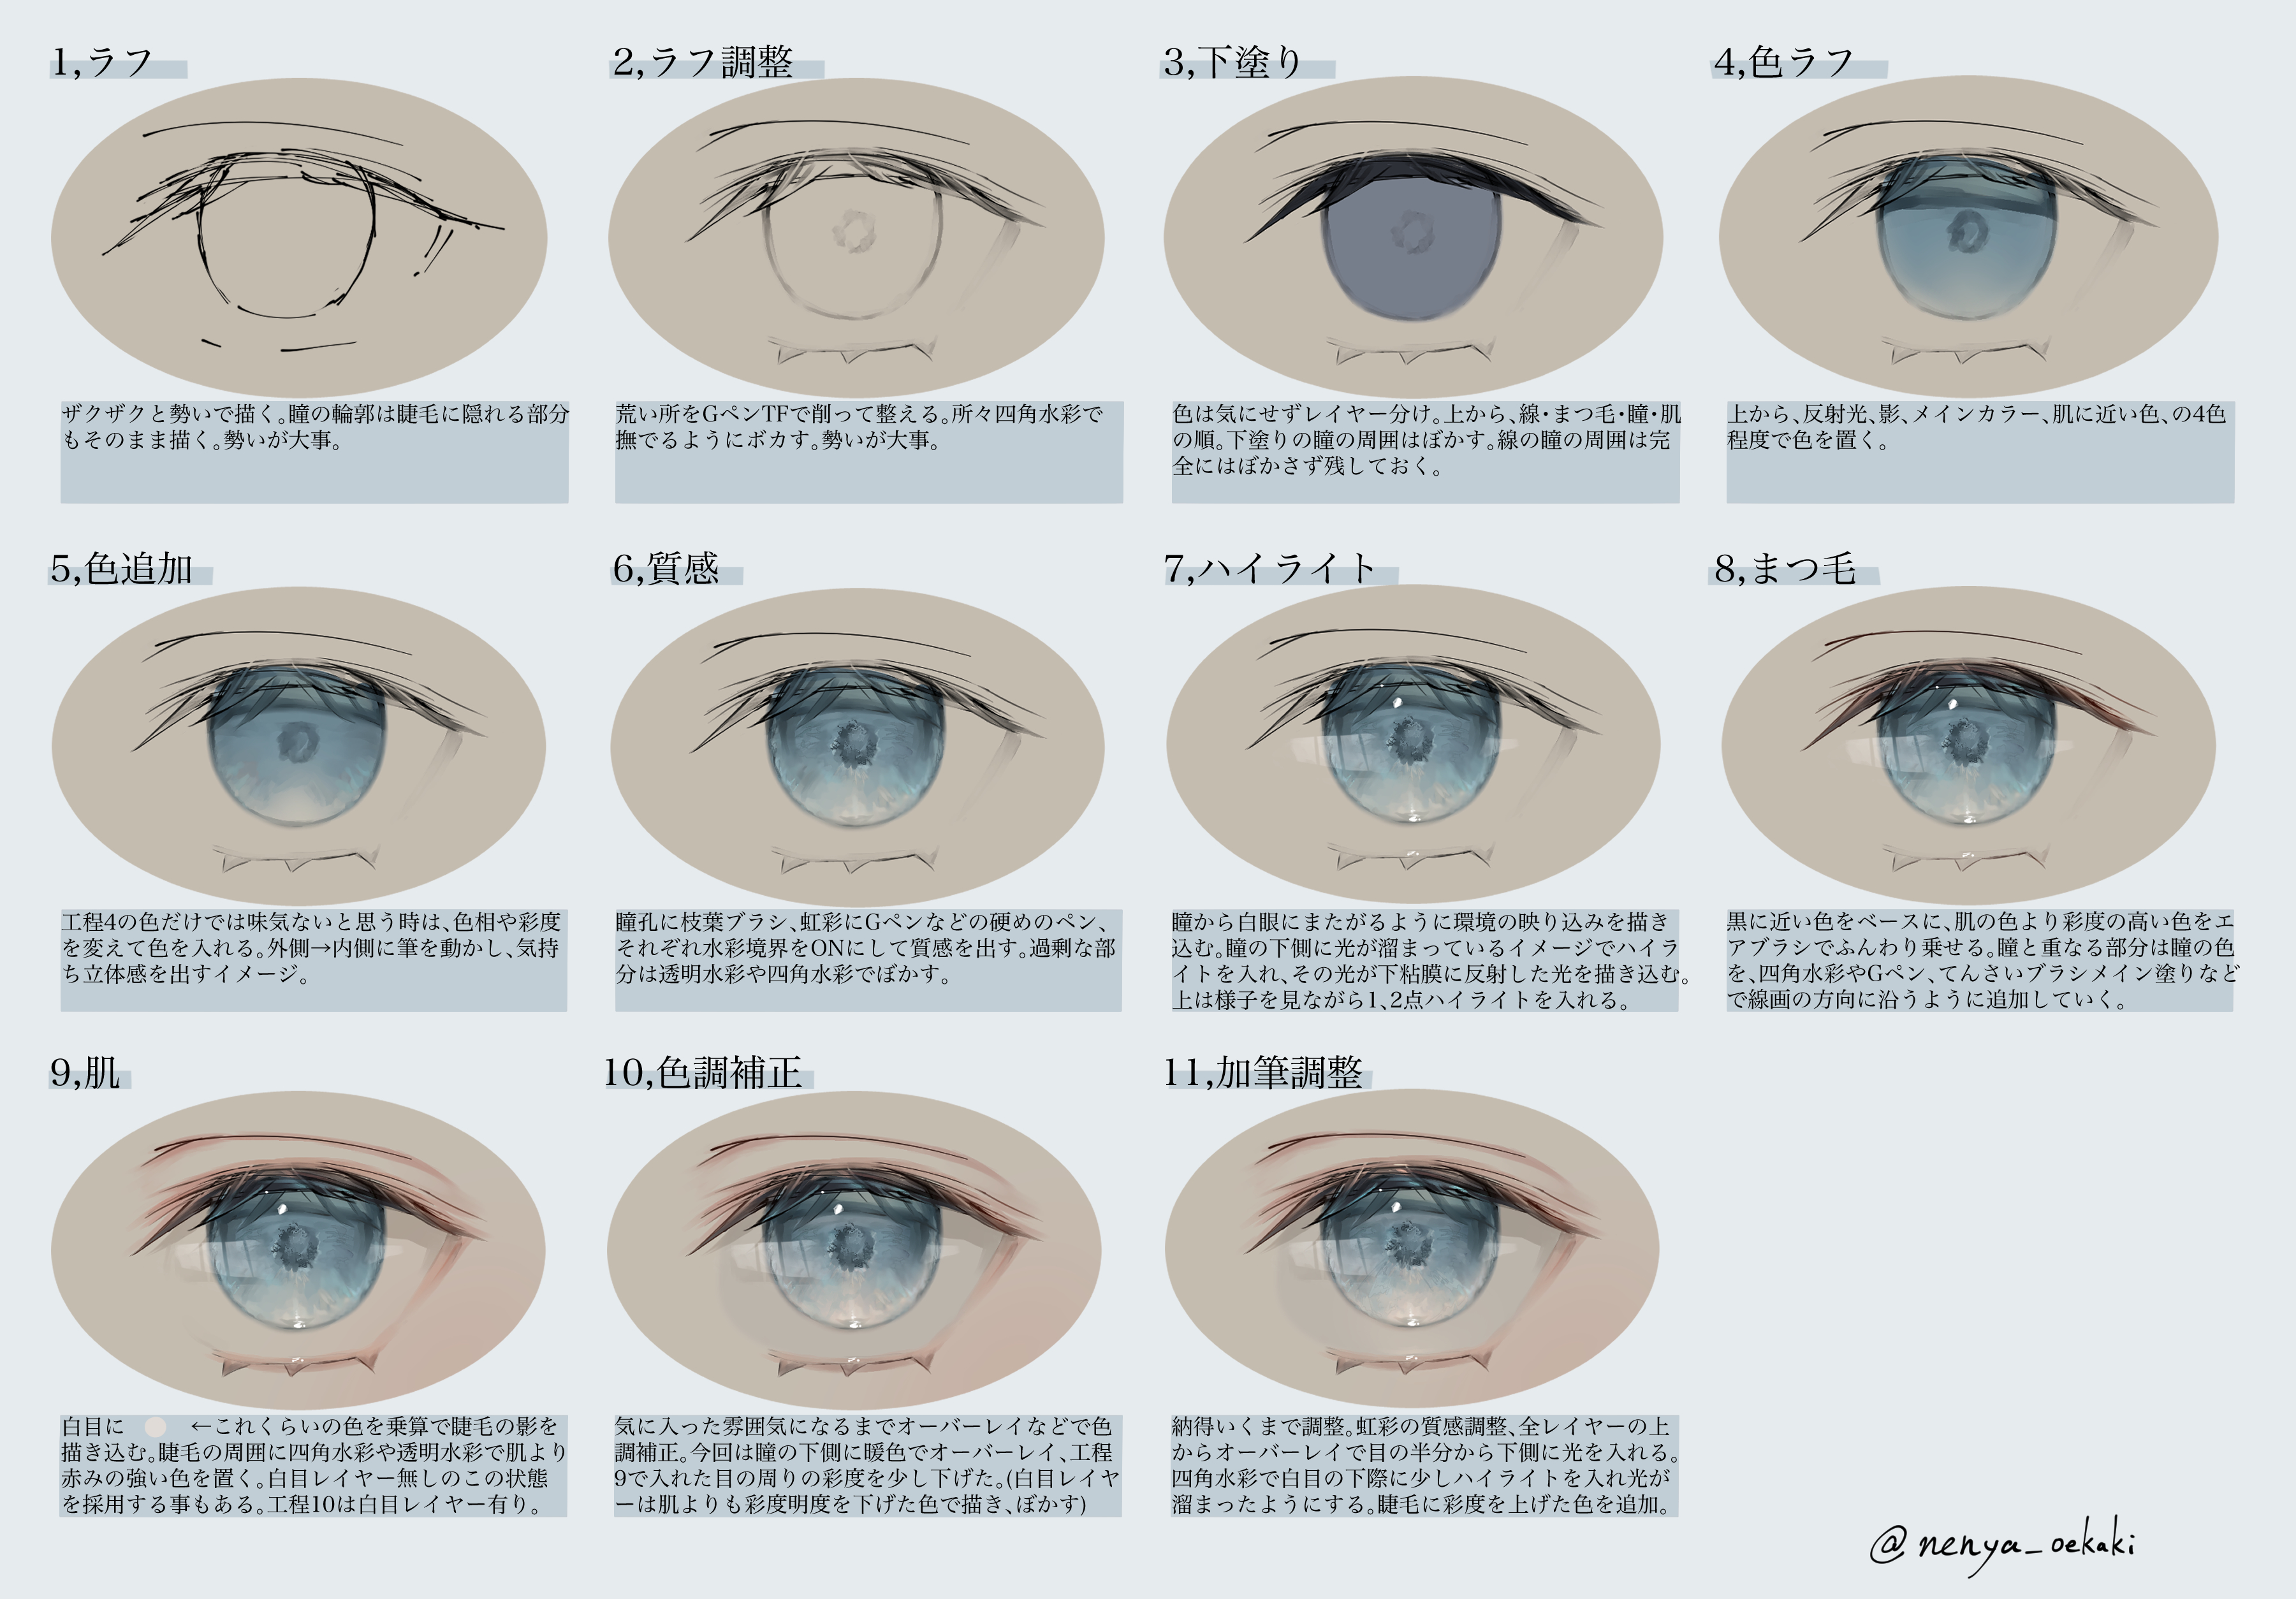 1,ラフ
ザクザクと勢いで描く。瞳の輪郭は睫毛に隠れる部分
もそのまま描く。勢いが大事。
2,ラフ調整
荒い所をGペンTFで削って整える。所々四角水彩で
撫でるようにボカす。勢いが大事。
3,下塗り
色は気にせずレイヤー分け。上から、線・まつ毛・瞳・肌
の順。下塗りの瞳の周囲はぼかす。線の瞳の周囲は完
全にはぼかさず残しておく。
4,色ラフ
上から、反射光、影、メインカラー、肌に近い色、の4色
程度で色を置く。
5,色追加
工程4の色だけでは味気ないと思う時は、色相や彩度
を変えて色を入れる。外側→内側に筆を動かし、気持
ち立体感を出すイメージ。
6,質感
瞳孔に枝葉ブラシ、虹彩にGペンなどの硬めのペン、
それぞれ水彩境界をONにして質感を出す。過剰な部
分は透明水彩や四角水彩でぼかす。
7,ハイライト
瞳から白眼にまたがるように環境の映り込みを描き
込む。瞳の下側に光が溜まっているイメージでハイラ
イトを入れ、その光が下粘膜に反射した光を描き込む。
上は様子を見ながら1、2点ハイライトを入れる。
8,まつ毛
黒に近い色をベースに、肌の色より彩度の高い色をエ
アブラシでふんわり乗せる。瞳と重なる部分は瞳の色
を、四角水彩やGペン、てんさいブラシメイン塗りなど
で線画の方向に沿うように追加していく。
9,肌
白目に ←これくらいの色を乗算で睫毛の影を
描き込む。睫毛の周囲に四角水彩や透明水彩で肌より
赤みの強い色を置く。白目レイヤー無しのこの状態
を採用する事もある。工程10は白目レイヤー有り。
10,色調補正
気に入った雰囲気になるまでオーバーレイなどで色
調補正。今回は瞳の下側に暖色でオーバーレイ、工程
9で入れた目の周りの彩度を少し下げた。(白目レイヤ
ーは肌よりも彩度明度を下げた色で描き、ぼかす)
11,加筆調整
納得いくまで調整。虹彩の質感調整、全レイヤーの上
からオーバーレイで目の半分から下側に光を入れる。
四角水彩で白目の下際に少しハイライトを入れ光が
溜まったようにする。睫毛に彩度を上げた色を追加。
@nenya_oekaki